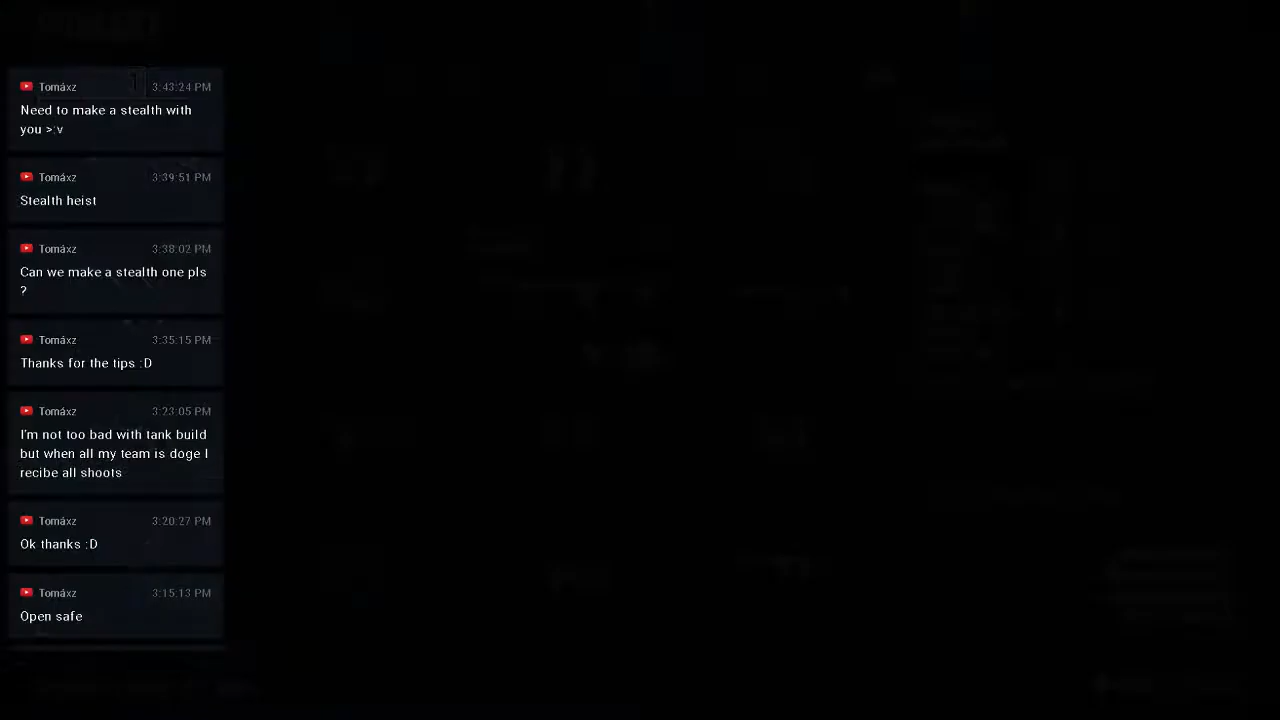 Tomáxz 3:43:24 PM
Need to make a stealth with
you >:v
Tomáxz 3:39:51 PM
Stealth heist
Tomáxz 3:38:02 PM
Can we make a stealth one pls
?
Tomáxz 3:35:15 PM
Thanks for the tips :D
Tomáxz 3:23:05 PM
I'm not too bad with tank build
but when all my team is doge I
recibe all shoots
Tomáxz 3:20:27 PM
Ok thanks :D
Tomáxz 3:15:13 PM
Open safe